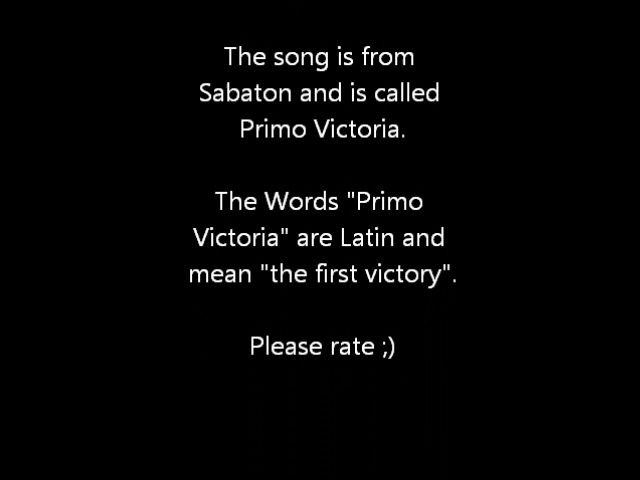 The song is from
Sabaton and is called
Primo Victoria.
The Words "Primo
Victoria" are Latin and
mean "the first victory".
Please rate ;)